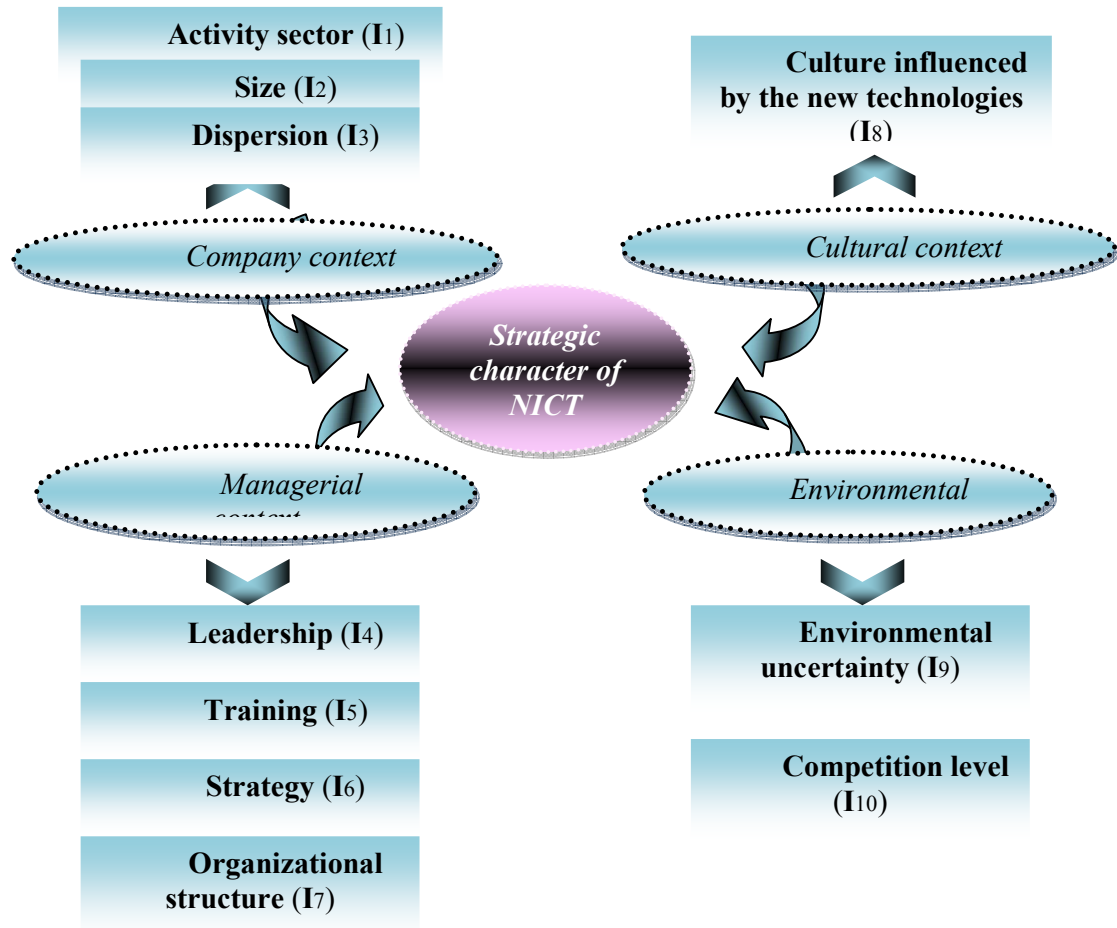 Activity sector (I1)
Size (I2)
Dispersion (I3)
Culture influenced
by the new technologies
(I8)
Company context
Cultural context
Strategic
character of
NICT
Managerial
context
Environmental
Leadership (I4)
Training (I5)
Strategy (I6)
Organizational
structure (I7)
Environmental
uncertainty (I9)
Competition level
(I10)